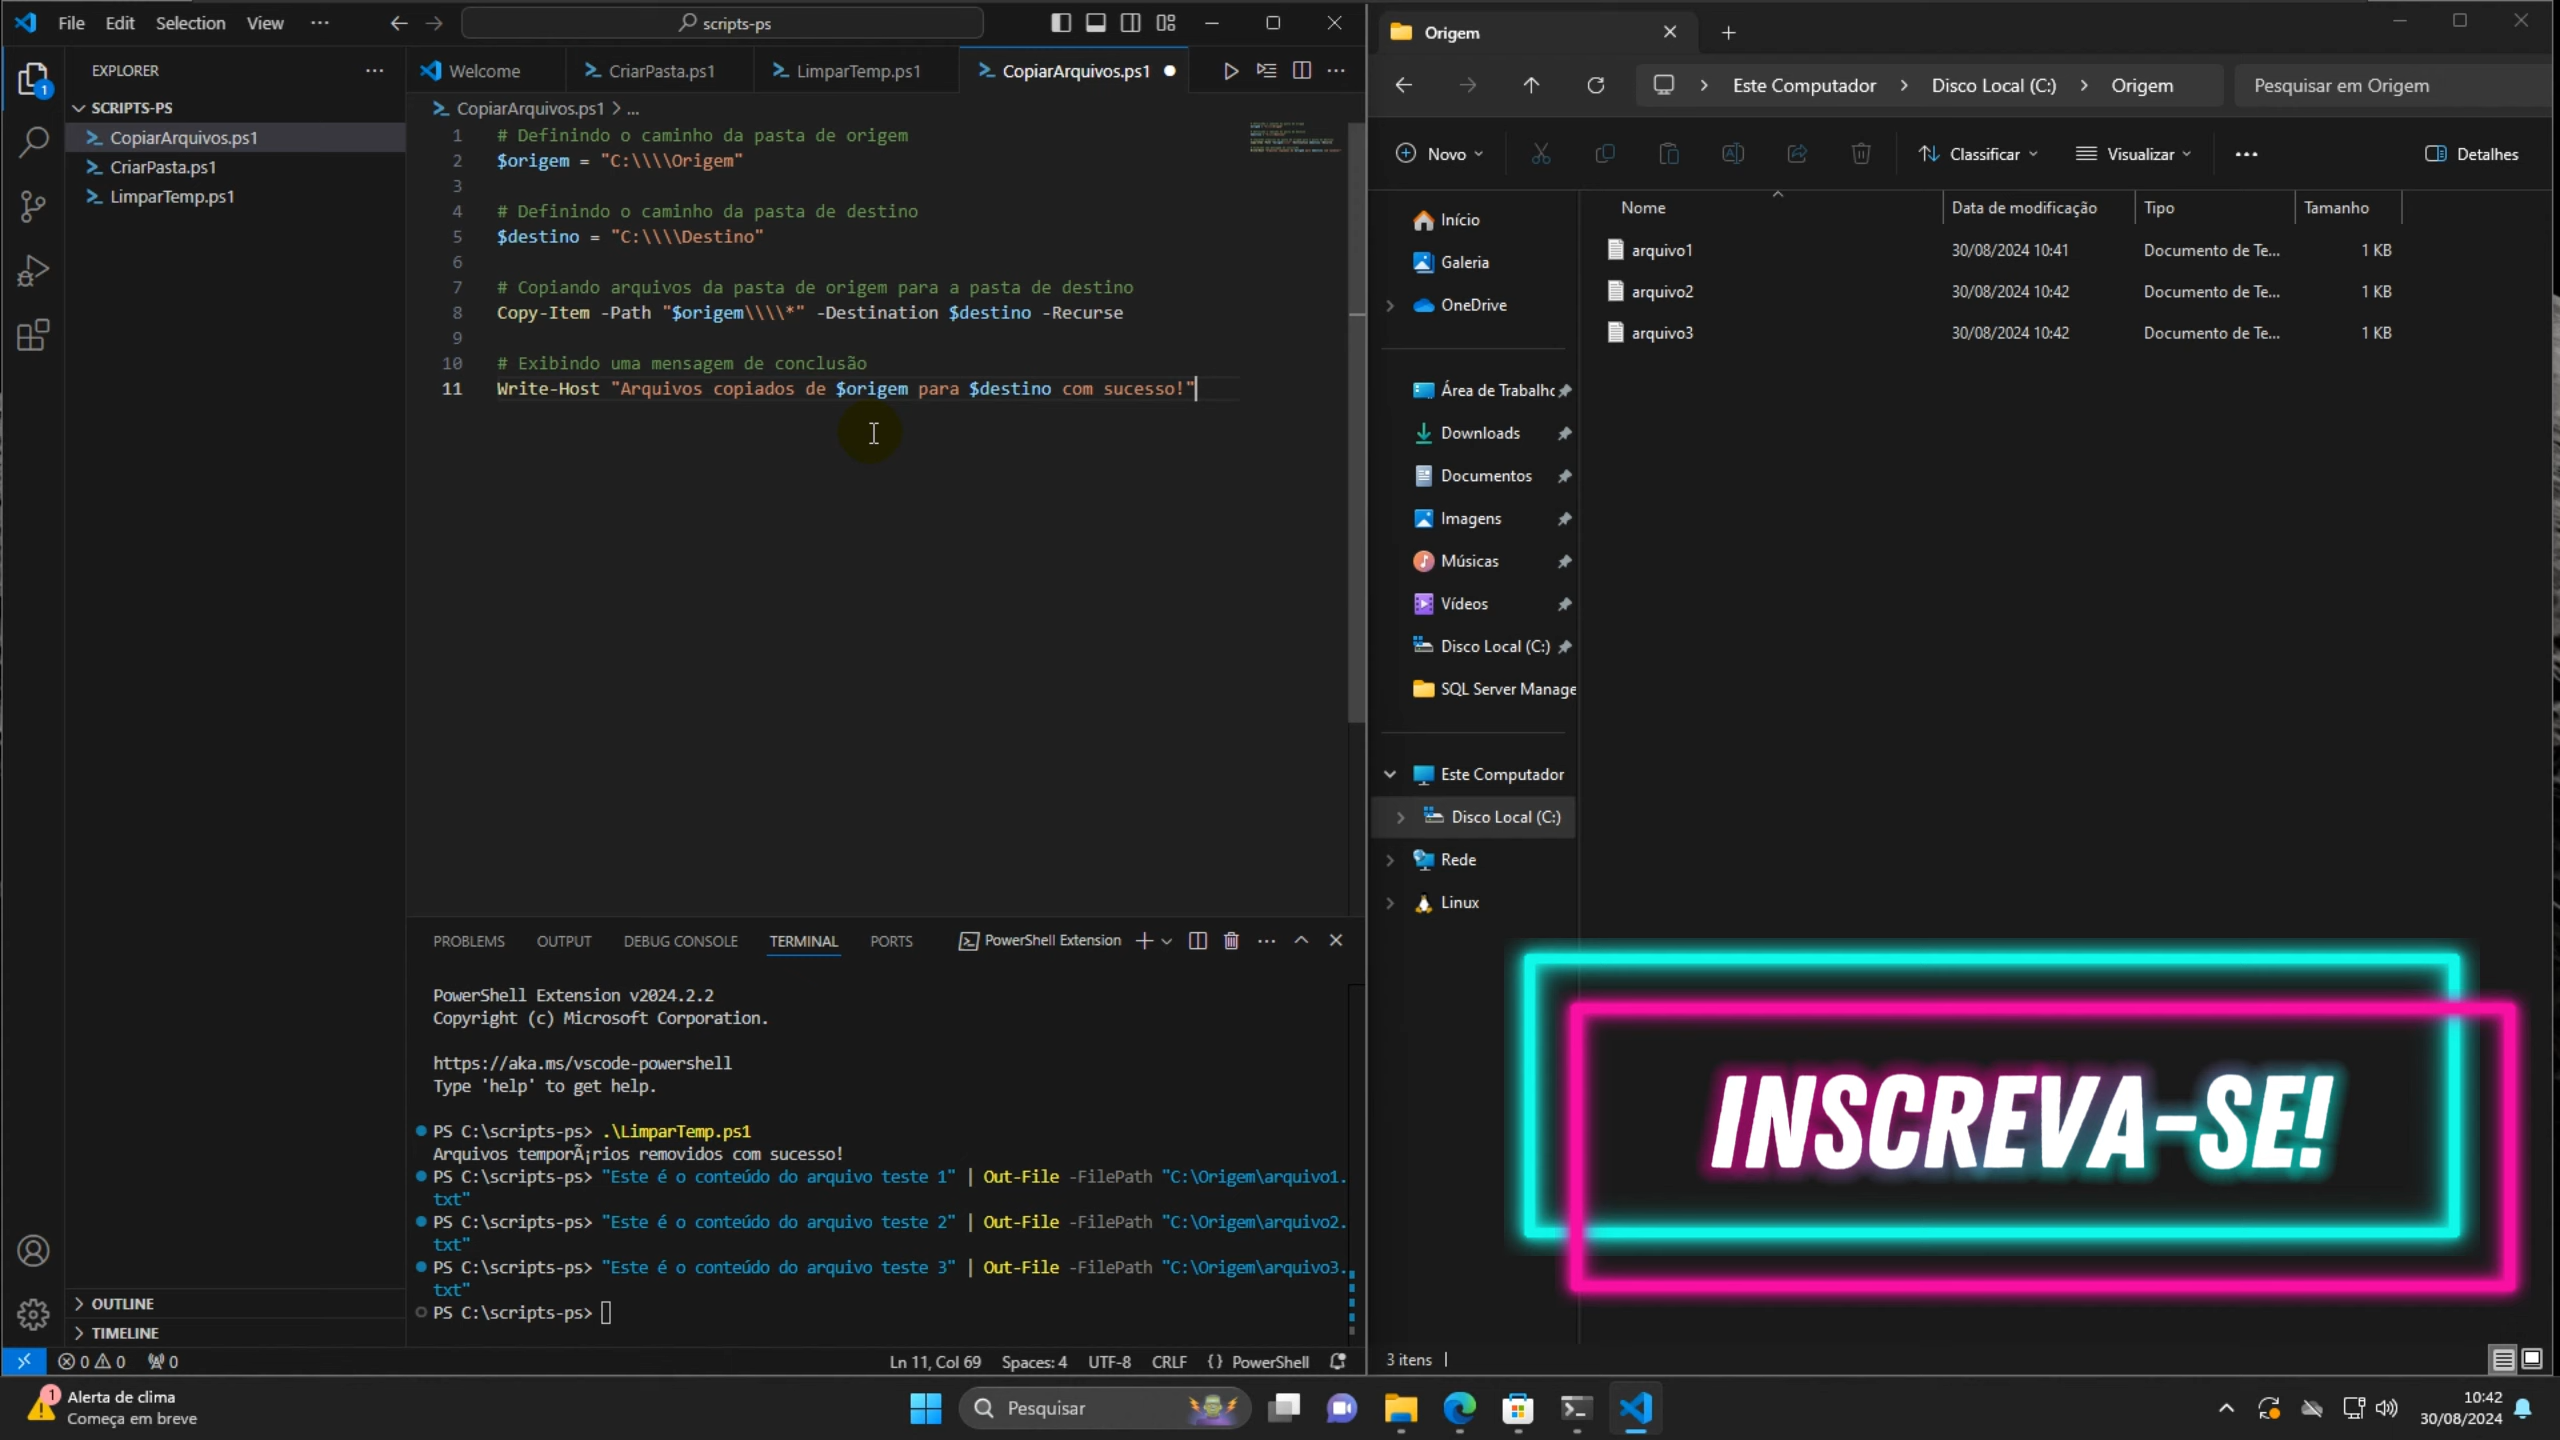 File Edit Selection View ···
scripts-ps
EXPLORER
SCRIPTS-PS
CopiarArquivos.ps1
CriarPasta.ps1
LimparTemp.ps1
OUTLINE
TIMELINE
Welcome CriarPasta.ps1 LimparTemp.ps1 CopiarArquivos.ps1
CopiarArquivos.ps1 > ...
1 # Definindo o caminho da pasta de origem
2 $origem = "C:\\\\Origem"
3
4 # Definindo o caminho da pasta de destino
5 $destino = "C:\\\\Destino"
6
7 # Copiando arquivos da pasta de origem para a pasta de destino
8 Copy-Item -Path "$origem\\\\*" -Destination $destino -Recurse
9
10 # Exibindo uma mensagem de conclusão
11 Write-Host "Arquivos copiados de $origem para $destino com sucesso!"
PROBLEMS OUTPUT DEBUG CONSOLE TERMINAL PORTS PowerShell Extension
PowerShell Extension v2024.2.2
Copyright (c) Microsoft Corporation.
https://aka.ms/vscode-powershell
Type 'help' to get help.
PS C:\scripts-ps> .\LimparTemp.ps1
Arquivos temporÃ¡rios removidos com sucesso!
PS C:\scripts-ps> "Este é o conteúdo do arquivo teste 1" | Out-File -FilePath "C:\Origem\arquivo1.
txt"
PS C:\scripts-ps> "Este é o conteúdo do arquivo teste 2" | Out-File -FilePath "C:\Origem\arquivo2.
txt"
PS C:\scripts-ps> "Este é o conteúdo do arquivo teste 3" | Out-File -FilePath "C:\Origem\arquivo3.
txt"
PS C:\scripts-ps>
0 0 0 Ln 11, Col 69 Spaces: 4 UTF-8 CRLF {} PowerShell
Origem
Este Computador > Disco Local (C:) > Origem
Pesquisar em Origem
Novo Classificar Visualizar ··· Detalhes
Nome Data de modificação Tipo Tamanho
arquivo1 30/08/2024 10:41 Documento de Te... 1 KB
arquivo2 30/08/2024 10:42 Documento de Te... 1 KB
arquivo3 30/08/2024 10:42 Documento de Te... 1 KB
Início
Galeria
OneDrive
Área de Trabalho
Downloads
Documentos
Imagens
Músicas
Vídeos
Disco Local (C:)
SQL Server Manage
Este Computador
Disco Local (C:)
Rede
Linux
INSCREVA-SE!
3 itens
1
Alerta de clima
Começa em breve
Pesquisar
10:42
30/08/2024